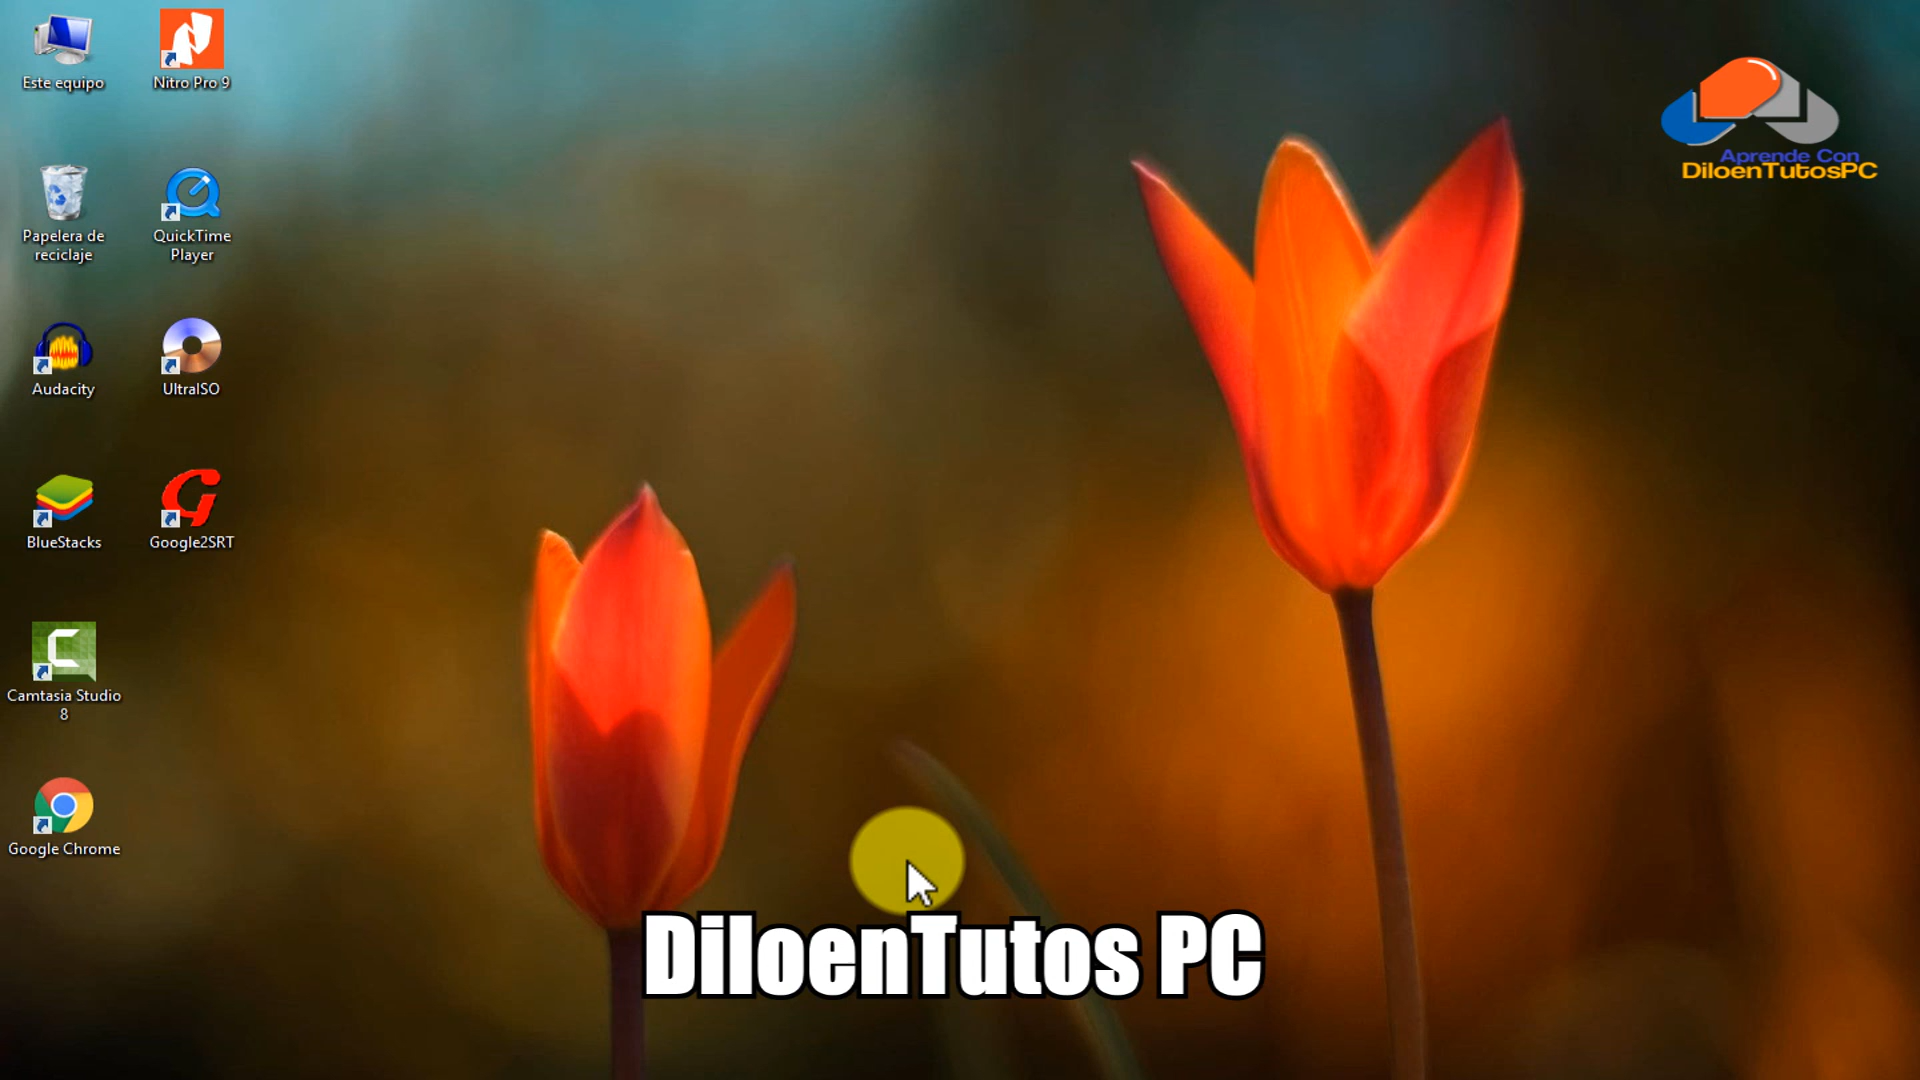 Este equipo
Nitro Pro 9
Papelera de
reciclaje
QuickTime
Player
Audacity
UltraISO
BlueStacks
Google2SRT
Camtasia Studio
8
Google Chrome
Aprende Con
DiloenTutosPC
DiloenTutos PC